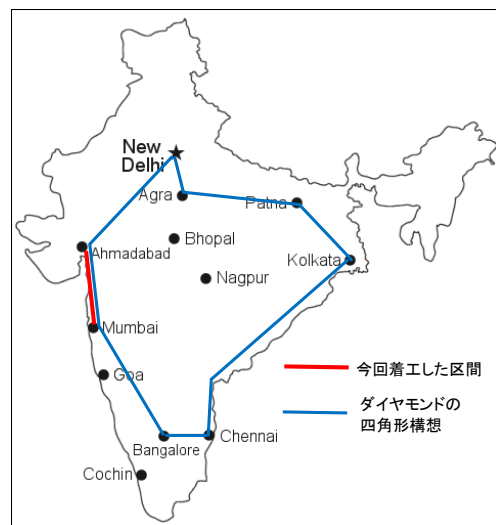 New
Delhi
Agra
Patna
Ahmadabad
Bhopal
Kolkata
Nagpur
Mumbai
今回着工した区間
Goa
ダイヤモンドの
四角形構想
Chennai
Bangalore
Cochin